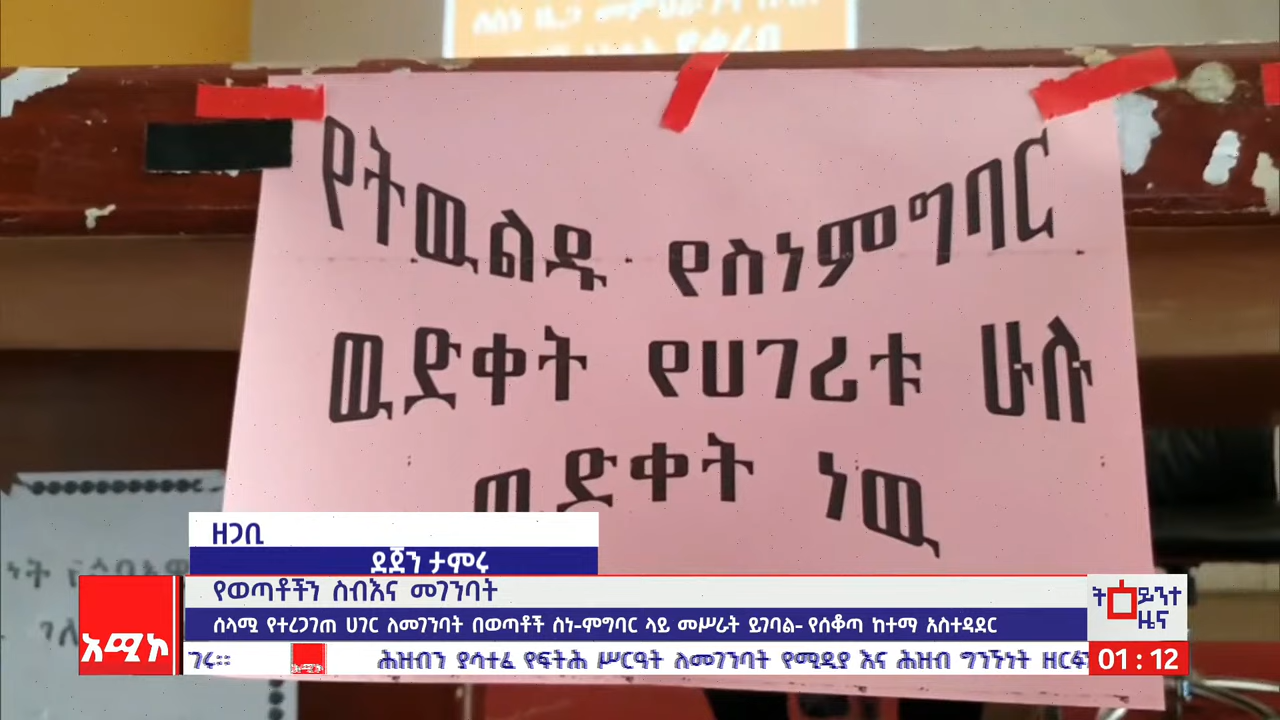 የትዉልዱ የስነምግባር
ዉድቀት የሀገሪቱ ሁሉ
ዉድቀት ነዉ
ዘጋቢ
ደጀን ታምሩ
የወጣቶችን ስብእና መገንባት
ሰላሟ የተረጋገጠ ሀገር ለመገንባት በወጣቶች ስነ-ምግባር ላይ መሥራት ይገባል- የሰቆጣ ከተማ አስተዳደር
ዜና
አሚኮ
ገሩ፡፡ አሚኮ ሕዝብን ያሳተፈ የፍትሕ ሥርዓት ለመገንባት የሚዲያ እና ሕዝብ ግንኙነት
01:12